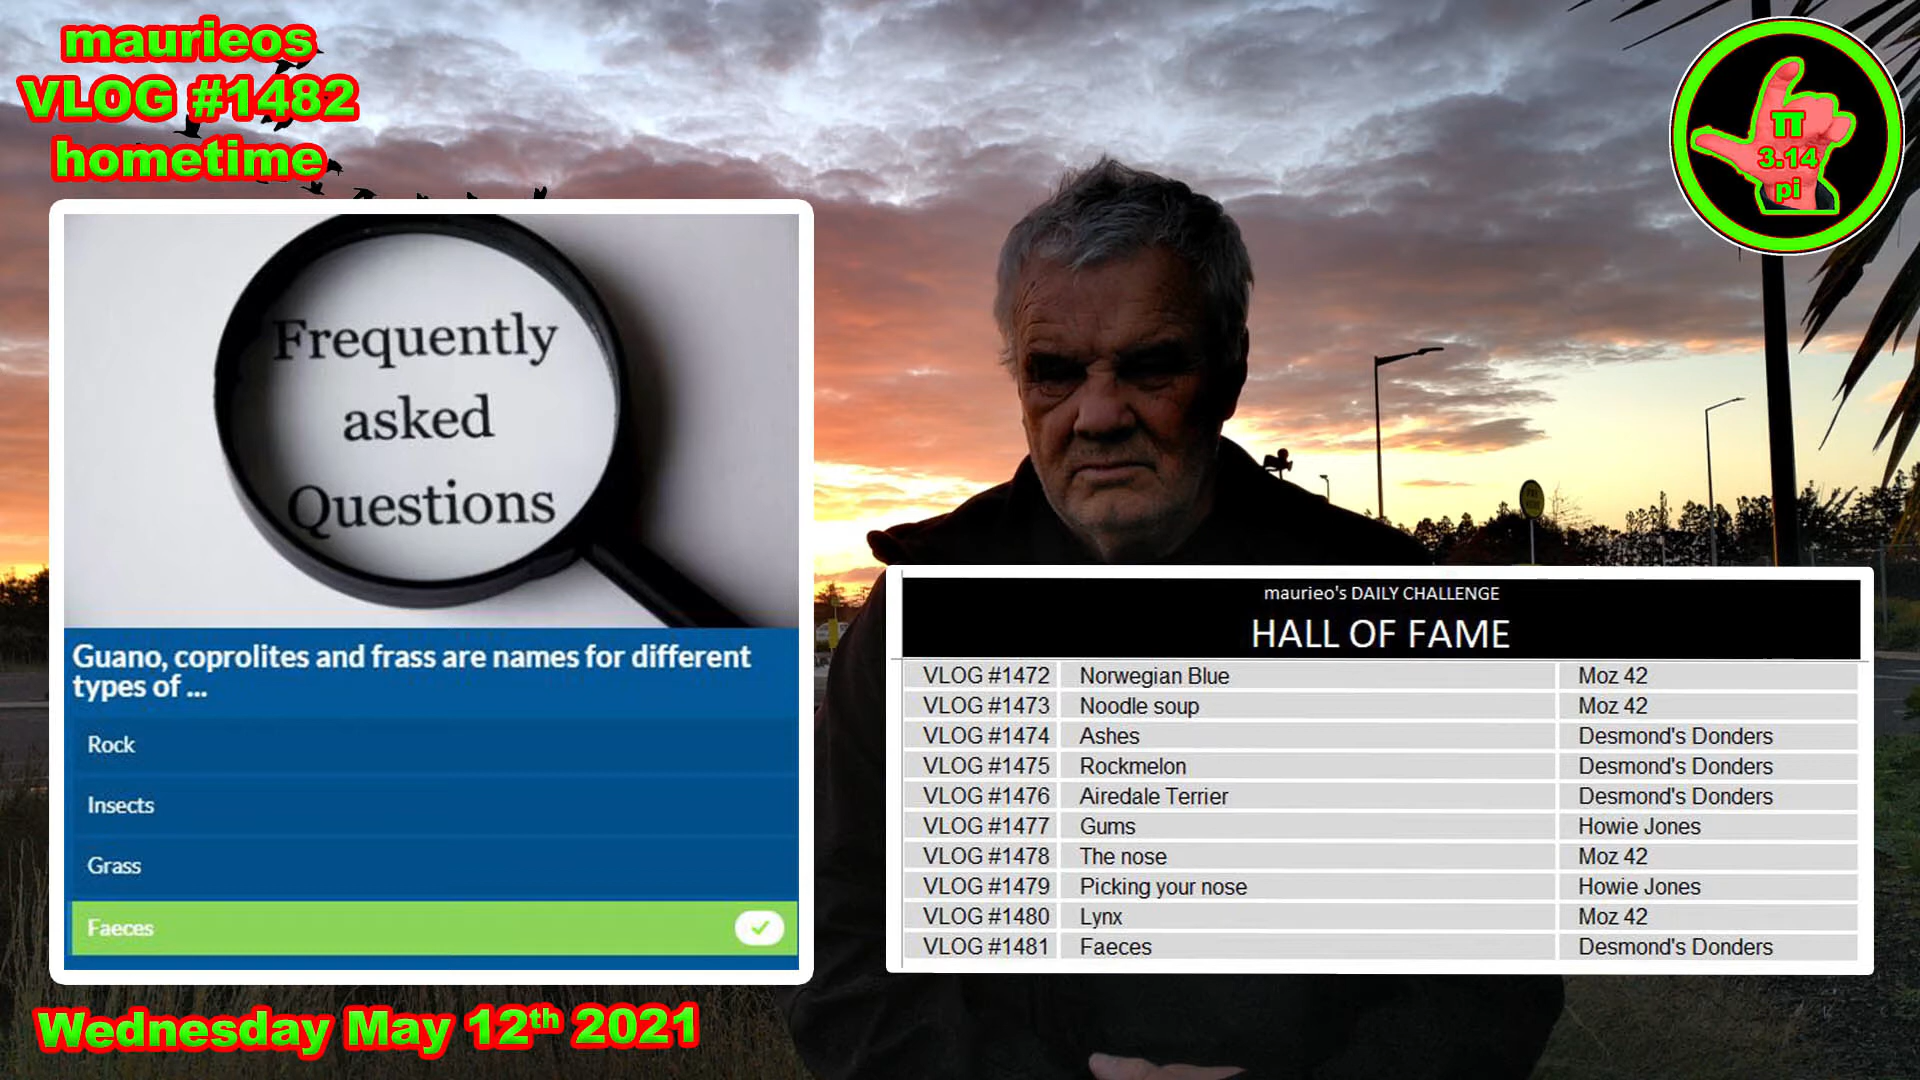 maurieos
VLOG #1482
hometime
π
3.14
pi
Frequently
asked
Questions
Guano, coprolites and frass are names for different
types of ...
Rock
Insects
Grass
Faeces
maurieo's DAILY CHALLENGE
HALL OF FAME
VLOG #1472 Norwegian Blue Moz 42
VLOG #1473 Noodle soup Moz 42
VLOG #1474 Ashes Desmond's Donders
VLOG #1475 Rockmelon Desmond's Donders
VLOG #1476 Airedale Terrier Desmond's Donders
VLOG #1477 Gums Howie Jones
VLOG #1478 The nose Moz 42
VLOG #1479 Picking your nose Howie Jones
VLOG #1480 Lynx Moz 42
VLOG #1481 Faeces Desmond's Donders
Wednesday May 12th 2021